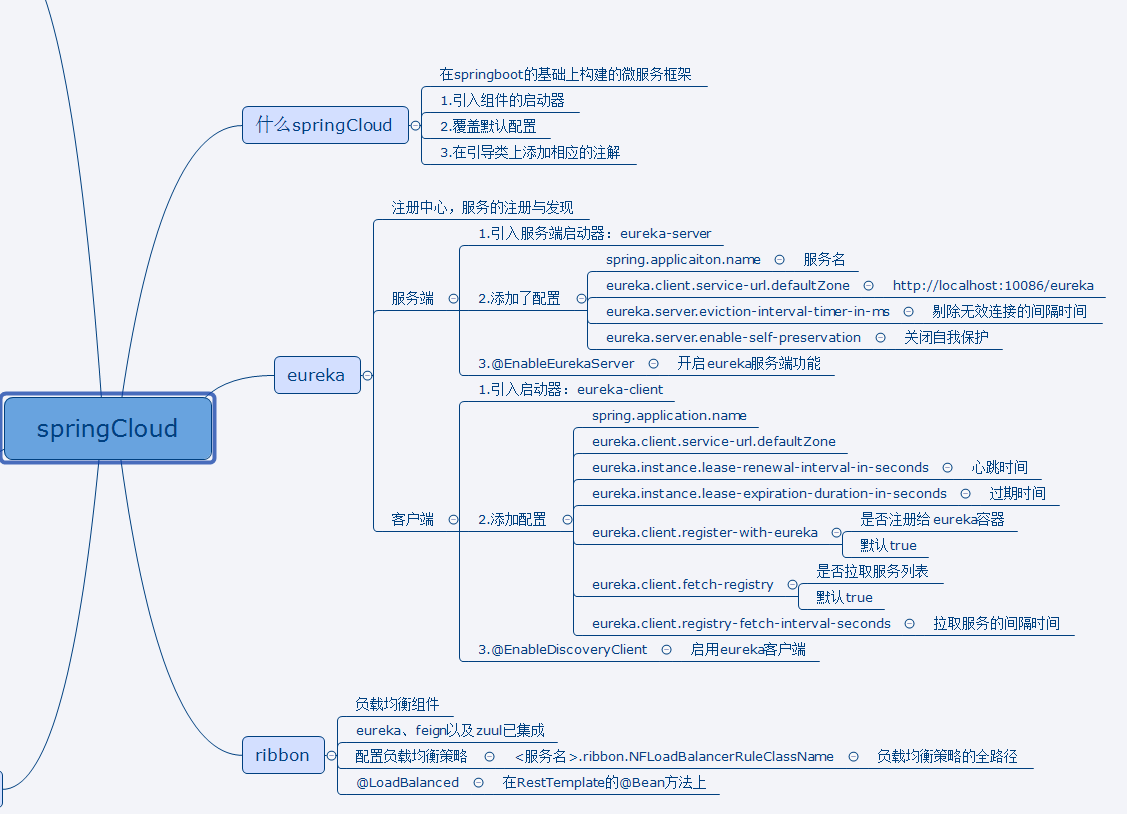 springCloud
什么springCloud
在springboot的基础上构建的微服务框架
1.引入组件的启动器
2.覆盖默认配置
3.在引导类上添加相应的注解
eureka
注册中心，服务的注册与发现
服务端
1.引入服务端启动器：eureka-server
2.添加了配置
spring.applicaiton.name 服务名
eureka.client.service-url.defaultZone http://localhost:10086/eureka
eureka.server.eviction-interval-timer-in-ms 剔除无效连接的间隔时间
eureka.server.enable-self-preservation 关闭自我保护
3.@EnableEurekaServer 开启eureka服务端功能
客户端
1.引入启动器：eureka-client
2.添加配置
spring.application.name
eureka.client.service-url.defaultZone
eureka.instance.lease-renewal-interval-in-seconds 心跳时间
eureka.instance.lease-expiration-duration-in-seconds 过期时间
eureka.client.register-with-eureka
是否注册给eureka容器
默认true
eureka.client.fetch-registry
是否拉取服务列表
默认true
eureka.client.registry-fetch-interval-seconds 拉取服务的间隔时间
3.@EnableDiscoveryClient 启用eureka客户端
ribbon
负载均衡组件
eureka、feign以及zuul已集成
配置负载均衡策略 <服务名>.ribbon.NFLoadBalancerRuleClassName 负载均衡策略的全路径
@LoadBalanced 在RestTemplate的@Bean方法上